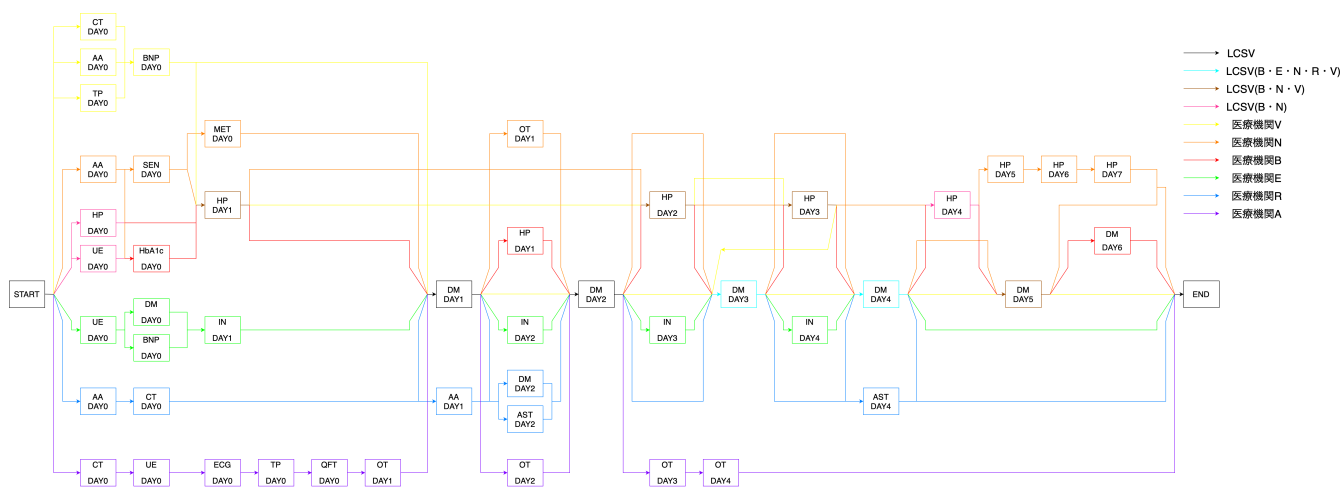 CT
DAY0
AA
DAY0
BNP
DAY0
TP
DAY0
LCSV
LCSV(B・E・N・R・V)
LCSV(B・N・V)
LCSV(B・N)
医療機関V
医療機関N
医療機関B
医療機関E
医療機関R
医療機関A
MET
DAY0
OT
DAY1
AA
DAY0
SEN
DAY0
HP
DAY5
HP
DAY6
HP
DAY7
HP
DAY1
HP
DAY2
HP
DAY3
HP
DAY4
HP
DAY0
HP
DAY1
DM
DAY6
UE
DAY0
HbA1c
DAY0
START
DM
DAY1
DM
DAY2
DM
DAY3
DM
DAY4
DM
DAY5
END
UE
DAY0
DM
DAY0
BNP
DAY0
IN
DAY1
IN
DAY2
IN
DAY3
IN
DAY4
AA
DAY0
CT
DAY0
AA
DAY1
DM
DAY2
AST
DAY2
AST
DAY4
CT
DAY0
UE
DAY0
ECG
DAY0
TP
DAY0
QFT
DAY0
OT
DAY1
OT
DAY2
OT
DAY3
OT
DAY4